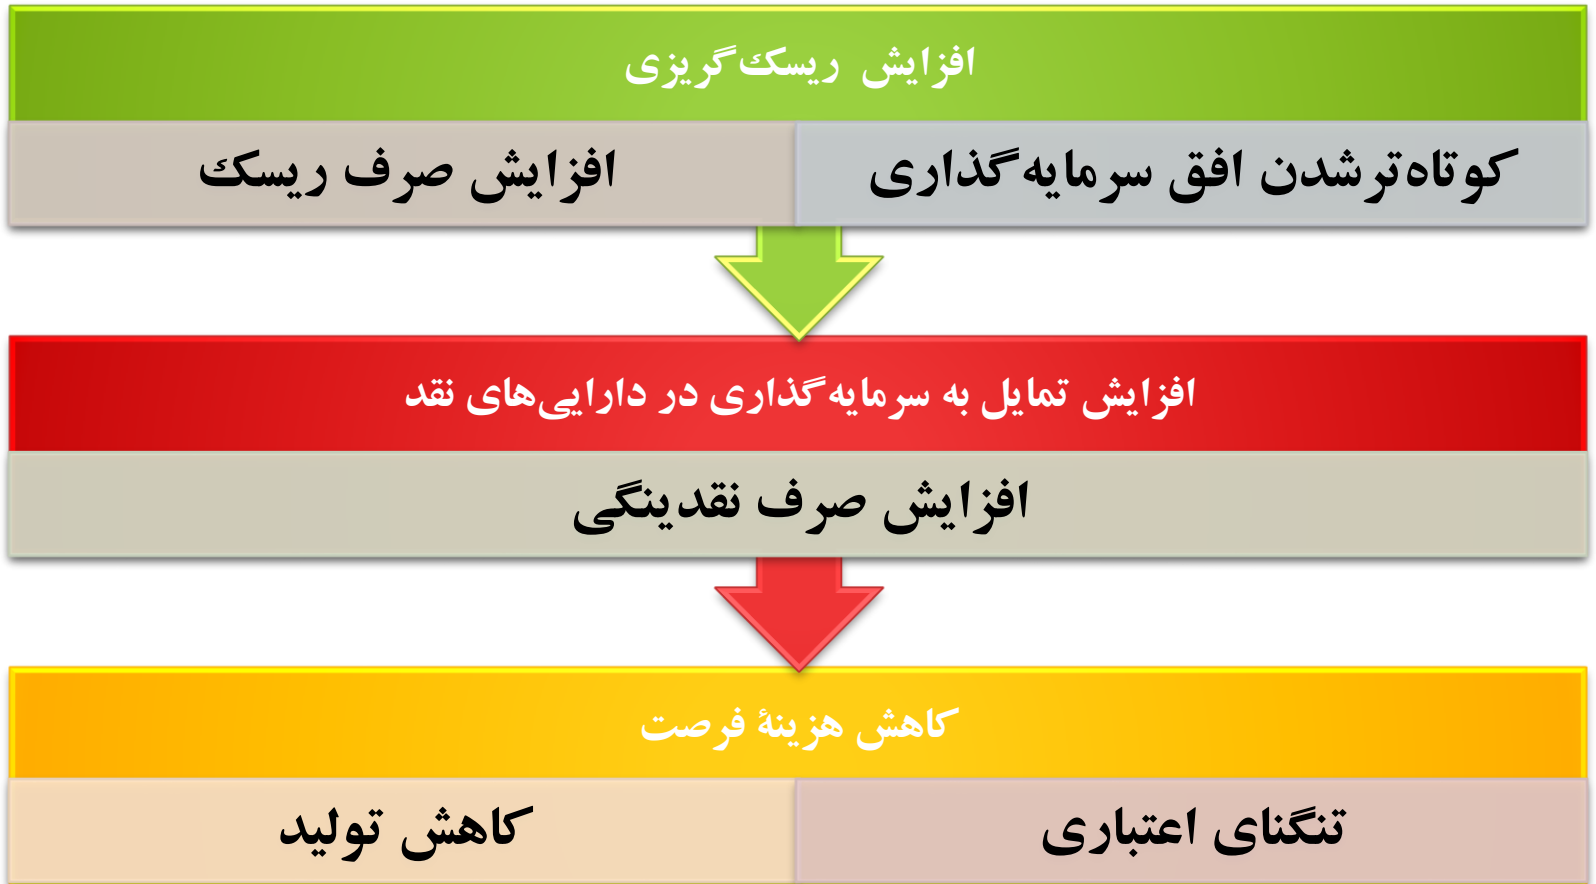 افزایش ریسک‌گریزی
کوتاه‌ترشدن افق سرمایه‌گذاری
افزایش صرف ریسک
افزایش تمایل به سرمایه‌گذاری در دارایی‌های نقد
افزایش صرف نقدینگی
کاهش هزینهٔ فرصت
تنگنای اعتباری
کاهش تولید